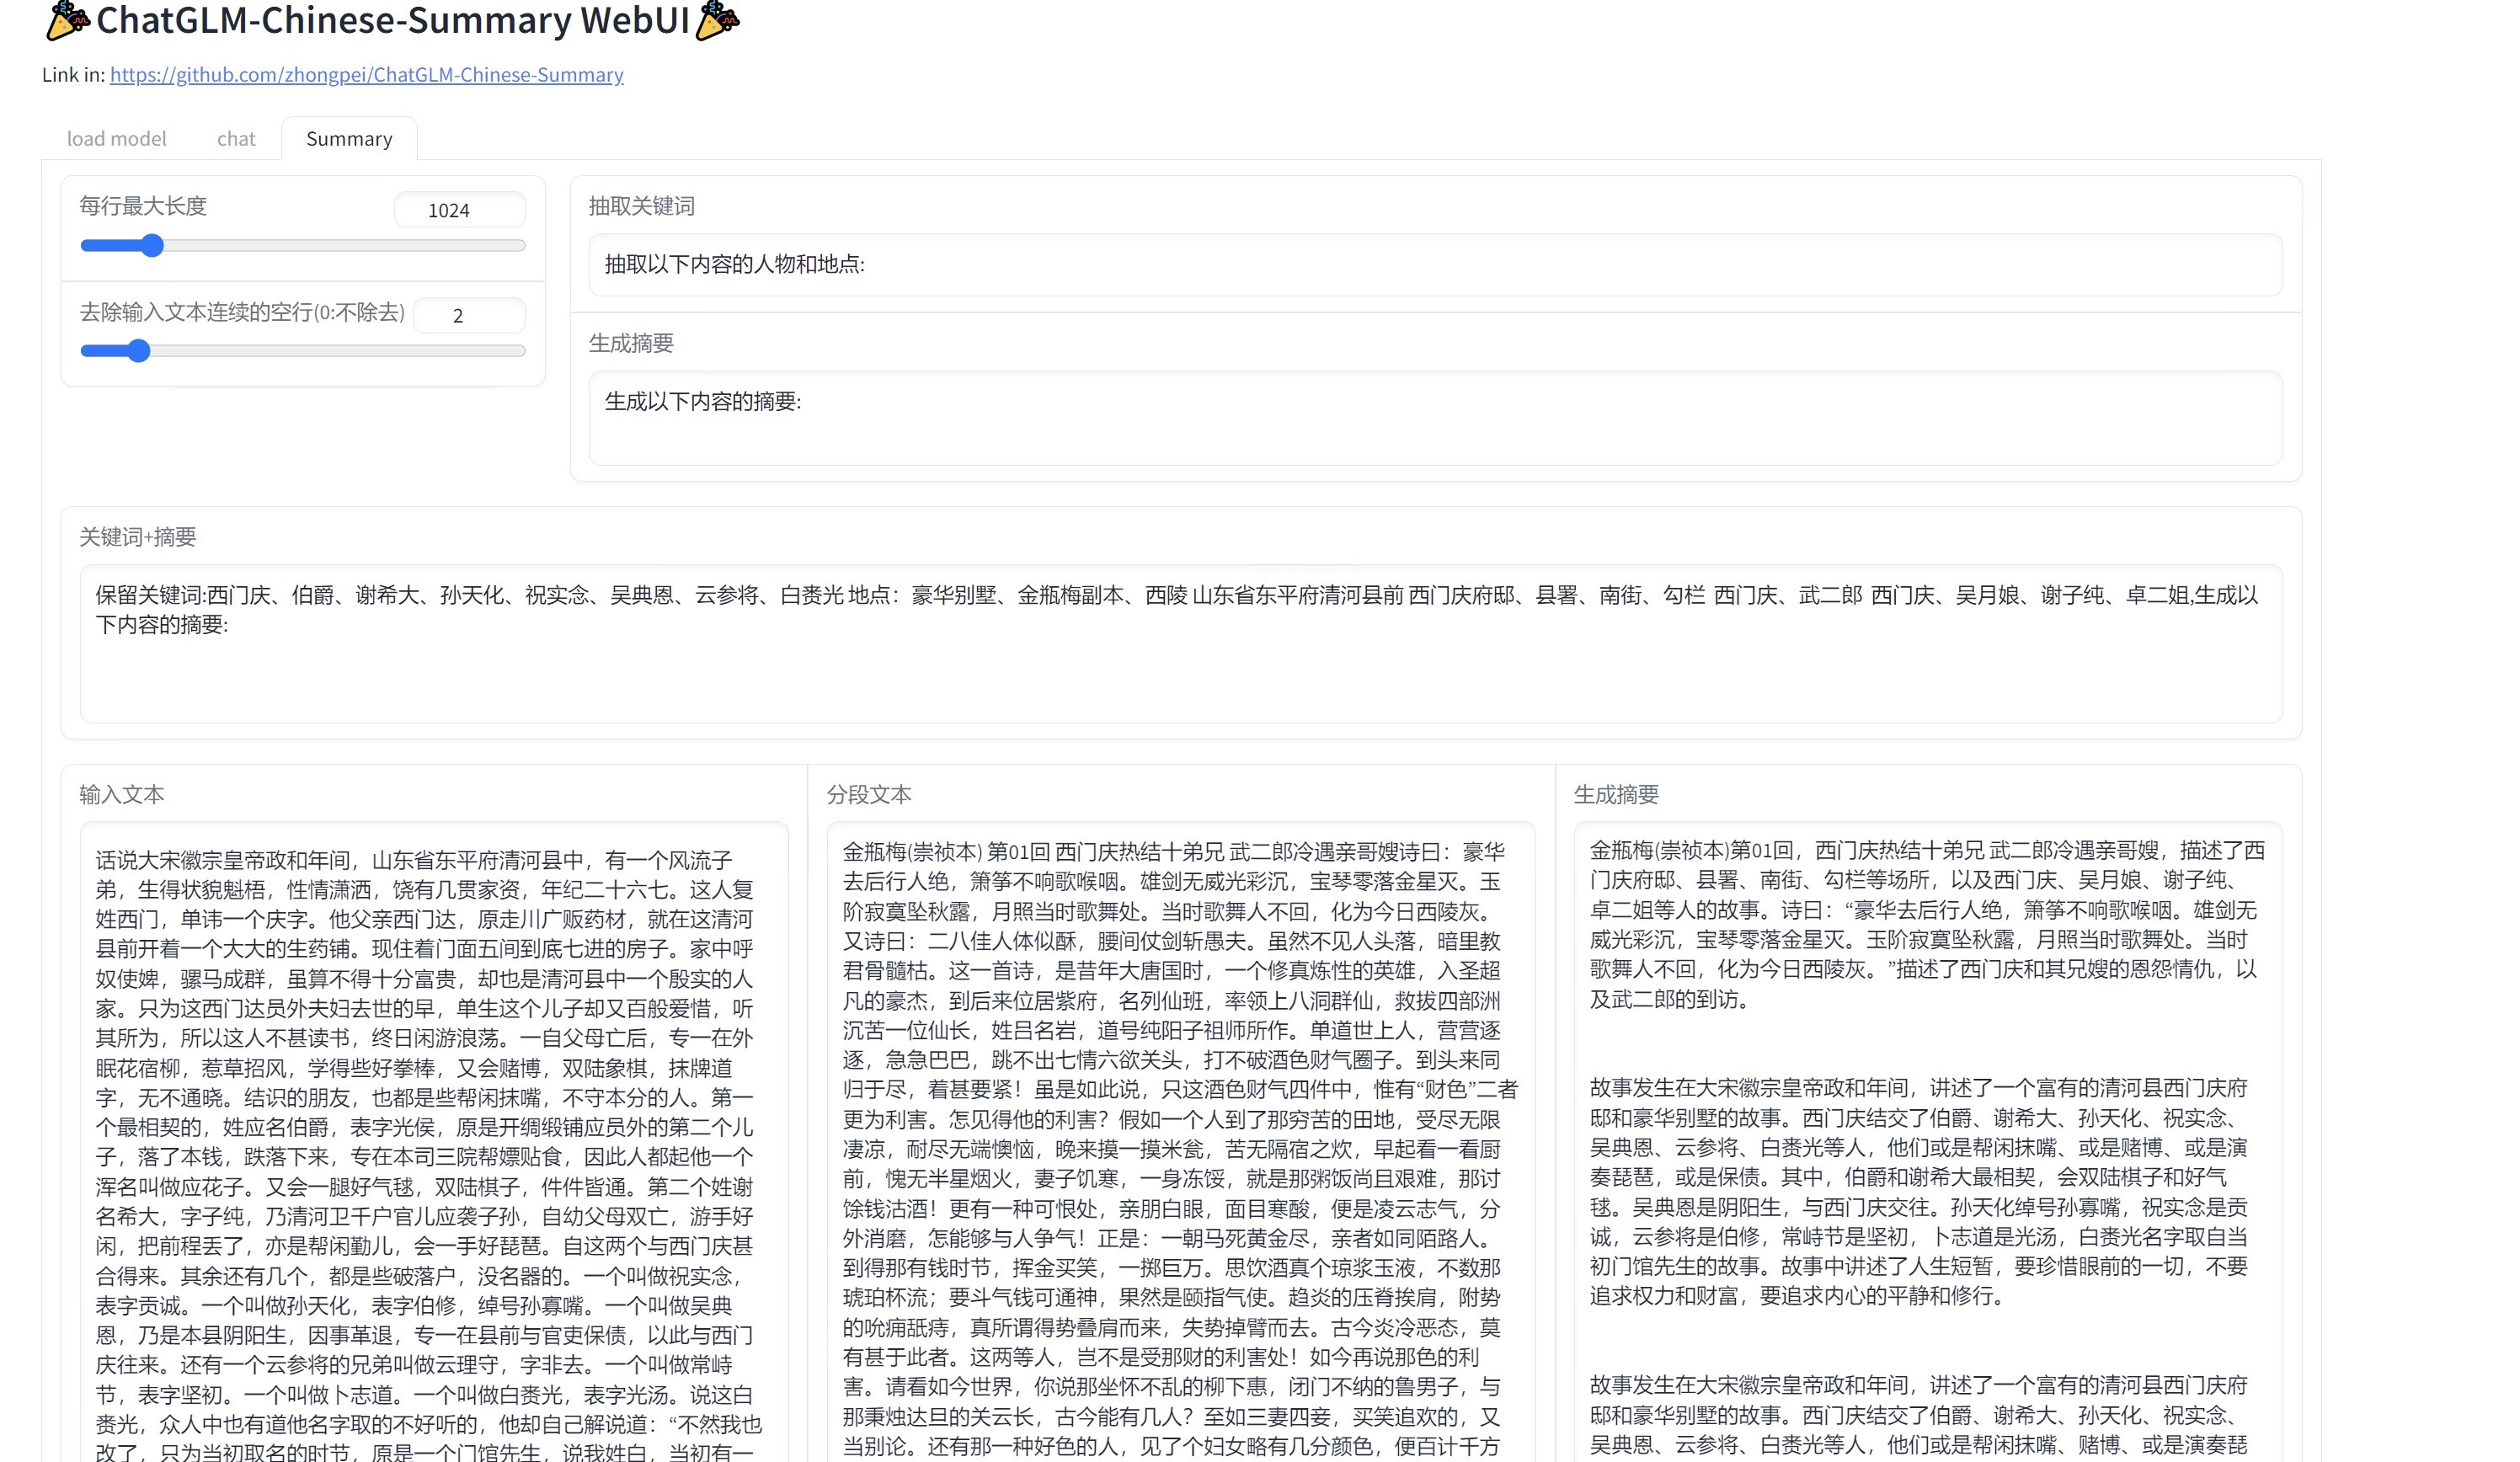 🎉ChatGLM-Chinese-Summary WebUI🎉
Link in: https://github.com/zhongpei/ChatGLM-Chinese-Summary
load model
chat
Summary
每行最大长度
1024
去除输入文本连续的空行(0:不除去)
2
抽取关键词
抽取以下内容的人物和地点:
生成摘要
生成以下内容的摘要:
关键词+摘要
保留关键词:西门庆、伯爵、谢希大、孙天化、祝实念、吴典恩、云参将、白赉光 地点：豪华别墅、金瓶梅副本、西陵 山东省东平府清河县前 西门庆府邸、县署、南街、勾栏 西门庆、武二郎 西门庆、吴月娘、谢子纯、卓二姐,生成以
下内容的摘要:
输入文本
话说大宋徽宗皇帝政和年间，山东省东平府清河县中，有一个风流子
弟，生得状貌魁梧，性情潇洒，饶有几贯家资，年纪二十六七。这人复
姓西门，单讳一个庆字。他父亲西门达，原走川广贩药材，就在这清河
县前开着一个大大的生药铺。现住着门面五间到底七进的房子。家中呼
奴使婢，骡马成群，虽算不得十分富贵，却也是清河县中一个殷实的人
家。只为这西门达员外夫妇去世的早，单生这个儿子却又百般爱惜，听
其所为，所以这人不甚读书，终日闲游浪荡。一自父母亡后，专一在外
眠花宿柳，惹草招风，学得些好拳棒，又会赌博，双陆象棋，抹牌道
字，无不通晓。结识的朋友，也都是些帮闲抹嘴，不守本分的人。第一
个最相契的，姓应名伯爵，表字光侯，原是开绸缎铺应员外的第二个儿
子，落了本钱，跌落下来，专在本司三院帮嫖贴食，因此人都起他一个
浑名叫做应花子。又会一腿好气毬，双陆棋子，件件皆通。第二个姓谢
名希大，字子纯，乃清河卫千户官儿应袭子孙，自幼父母双亡，游手好
闲，把前程丢了，亦是帮闲勤儿，会一手好琵琶。自这两个与西门庆甚
合得来。其余还有几个，都是些破落户，没名器的。一个叫做祝实念，
表字贡诚。一个叫做孙天化，表字伯修，绰号孙寡嘴。一个叫做吴典
恩，乃是本县阴阳生，因事革退，专一在县前与官吏保债，以此与西门
庆往来。还有一个云参将的兄弟叫做云理守，字非去。一个叫做常峙
节，表字坚初。一个叫做卜志道。一个叫做白赉光，表字光汤。说这白
赉光，众人中也有道他名字取的不好听的，他却自己解说道：“不然我也
改了，只为当初取名的时节，原是一个门馆先生，说我姓白，当初有一
分段文本
金瓶梅(崇祯本) 第01回 西门庆热结十弟兄 武二郎冷遇亲哥嫂诗曰：豪华
去后行人绝，箫筝不响歌喉咽。雄剑无威光彩沉，宝琴零落金星灭。玉
阶寂寞坠秋露，月照当时歌舞处。当时歌舞人不回，化为今日西陵灰。
又诗曰：二八佳人体似酥，腰间仗剑斩愚夫。虽然不见人头落，暗里教
君骨髓枯。这一首诗，是昔年大唐国时，一个修真炼性的英雄，入圣超
凡的豪杰，到后来位居紫府，名列仙班，率领上八洞群仙，救拔四部洲
沉苦一位仙长，姓吕名岩，道号纯阳子祖师所作。单道世上人，营营逐
逐，急急巴巴，跳不出七情六欲关头，打不破酒色财气圈子。到头来同
归于尽，着甚要紧！虽是如此说，只这酒色财气四件中，惟有“财色”二者
更为利害。怎见得他的利害？假如一个人到了那穷苦的田地，受尽无限
凄凉，耐尽无端懊恼，晚来摸一摸米瓮，苦无隔宿之炊，早起看一看厨
前，愧无半星烟火，妻子饥寒，一身冻馁，就是那粥饭尚且艰难，那讨
馀钱沽酒！更有一种可恨处，亲朋白眼，面目寒酸，便是凌云志气，分
外消磨，怎能够与人争气！正是：一朝马死黄金尽，亲者如同陌路人。
到得那有钱时节，挥金买笑，一掷巨万。思饮酒真个琼浆玉液，不数那
琥珀杯流；要斗气钱可通神，果然是颐指气使。趋炎的压脊挨肩，附势
的吮痈舐痔，真所谓得势叠肩而来，失势掉臂而去。古今炎冷恶态，莫
有甚于此者。这两等人，岂不是受那财的利害处！如今再说那色的利
害。请看如今世界，你说那坐怀不乱的柳下惠，闭门不纳的鲁男子，与
那秉烛达旦的关云长，古今能有几人？至如三妻四妾，买笑追欢的，又
当别论。还有那一种好色的人，见了个妇女略有几分颜色，便百计千方
生成摘要
金瓶梅(崇祯本)第01回，西门庆热结十弟兄 武二郎冷遇亲哥嫂，描述了西
门庆府邸、县署、南街、勾栏等场所，以及西门庆、吴月娘、谢子纯、
卓二姐等人的故事。诗曰：“豪华去后行人绝，箫筝不响歌喉咽。雄剑无
威光彩沉，宝琴零落金星灭。玉阶寂寞坠秋露，月照当时歌舞处。当时
歌舞人不回，化为今日西陵灰。”描述了西门庆和其兄嫂的恩怨情仇，以
及武二郎的到访。
故事发生在大宋徽宗皇帝政和年间，讲述了一个富有的清河县西门庆府
邸和豪华别墅的故事。西门庆结交了伯爵、谢希大、孙天化、祝实念、
吴典恩、云参将、白赉光等人，他们或是帮闲抹嘴、或是赌博、或是演
奏琵琶，或是保债。其中，伯爵和谢希大最相契，会双陆棋子和好气
毬。吴典恩是阴阳生，与西门庆交往。孙天化绰号孙寡嘴，祝实念是贡
诚，云参将是伯修，常峙节是坚初，卜志道是光汤，白赉光名字取自当
初门馆先生的故事。故事中讲述了人生短暂，要珍惜眼前的一切，不要
追求权力和财富，要追求内心的平静和修行。
故事发生在大宋徽宗皇帝政和年间，讲述了一个富有的清河县西门庆府
邸和豪华别墅的故事。西门庆结交了伯爵、谢希大、孙天化、祝实念、
吴典恩、云参将、白赉光等人，他们或是帮闲抹嘴、赌博、或是演奏琵